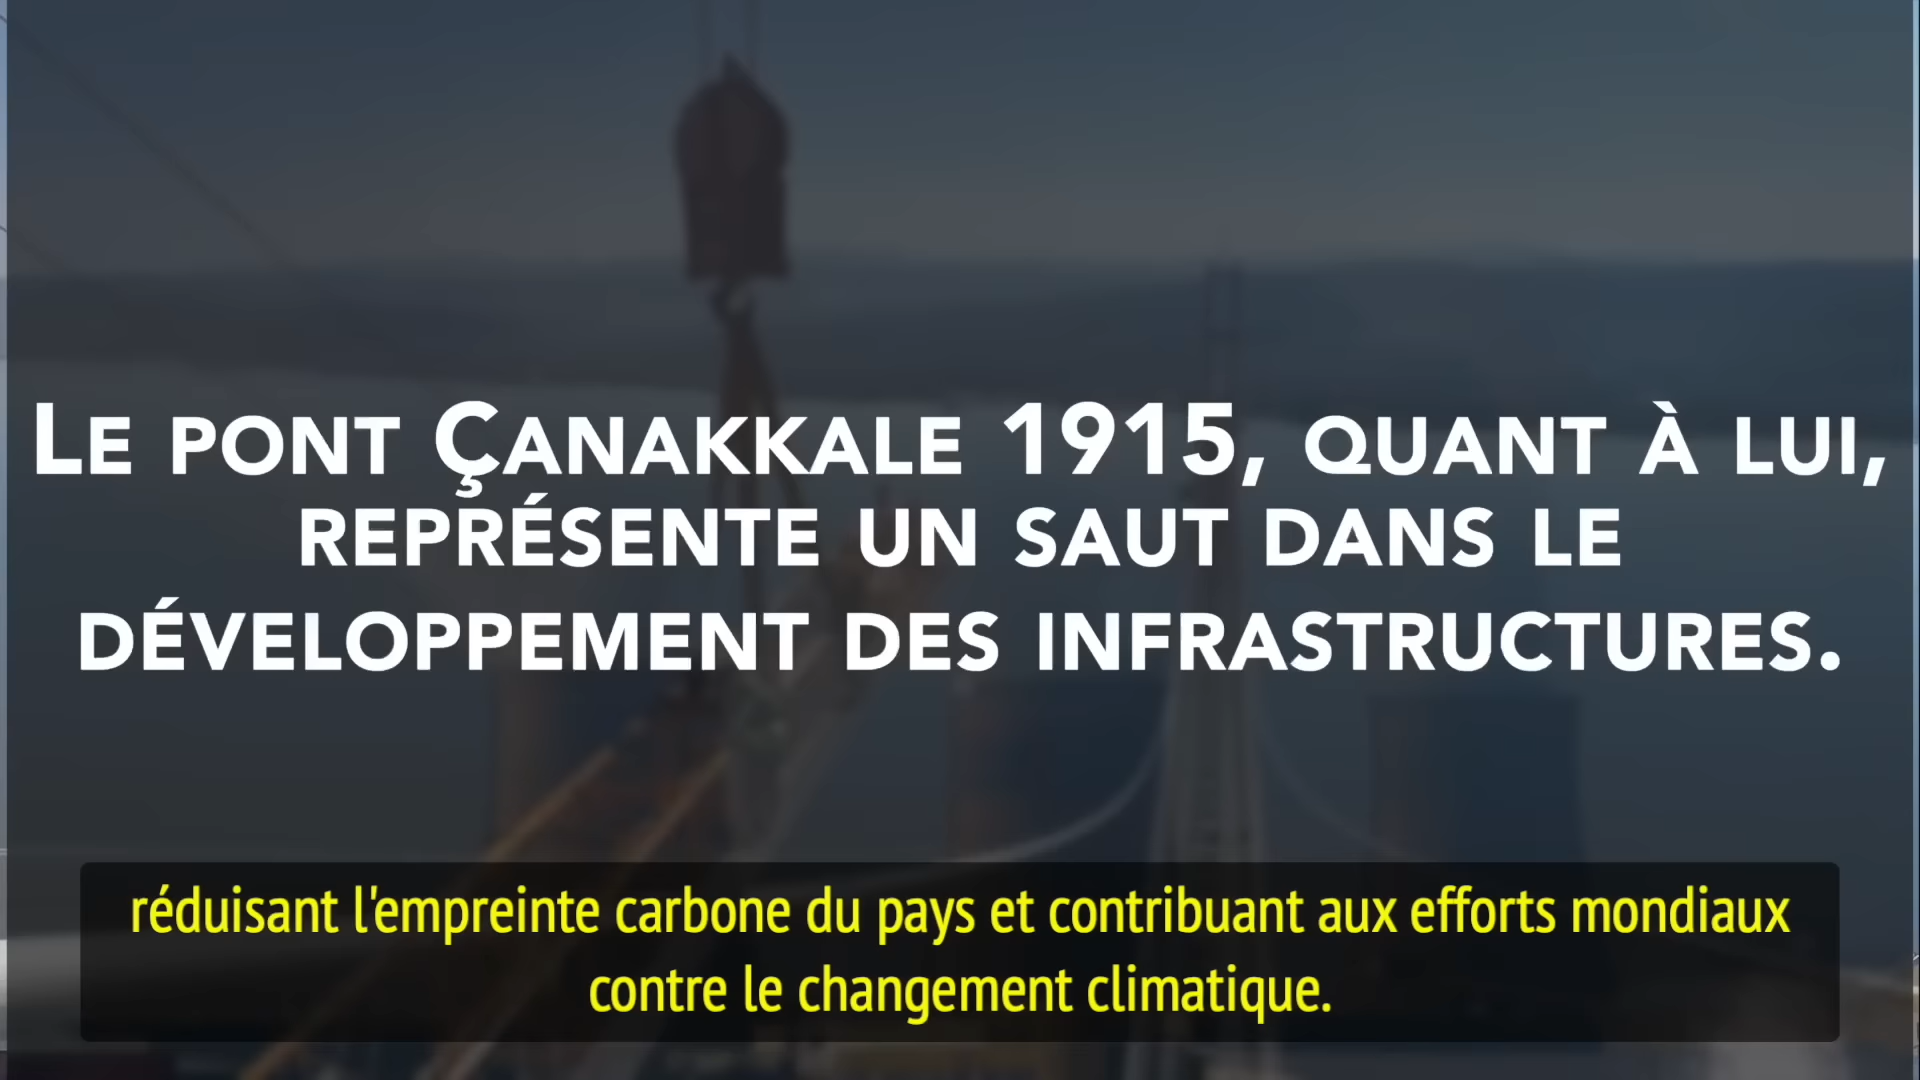 Le pont Çanakkale 1915, quant à lui,
représente un saut dans le
développement des infrastructures.
réduisant l'empreinte carbone du pays et contribuant aux efforts mondiaux
contre le changement climatique.